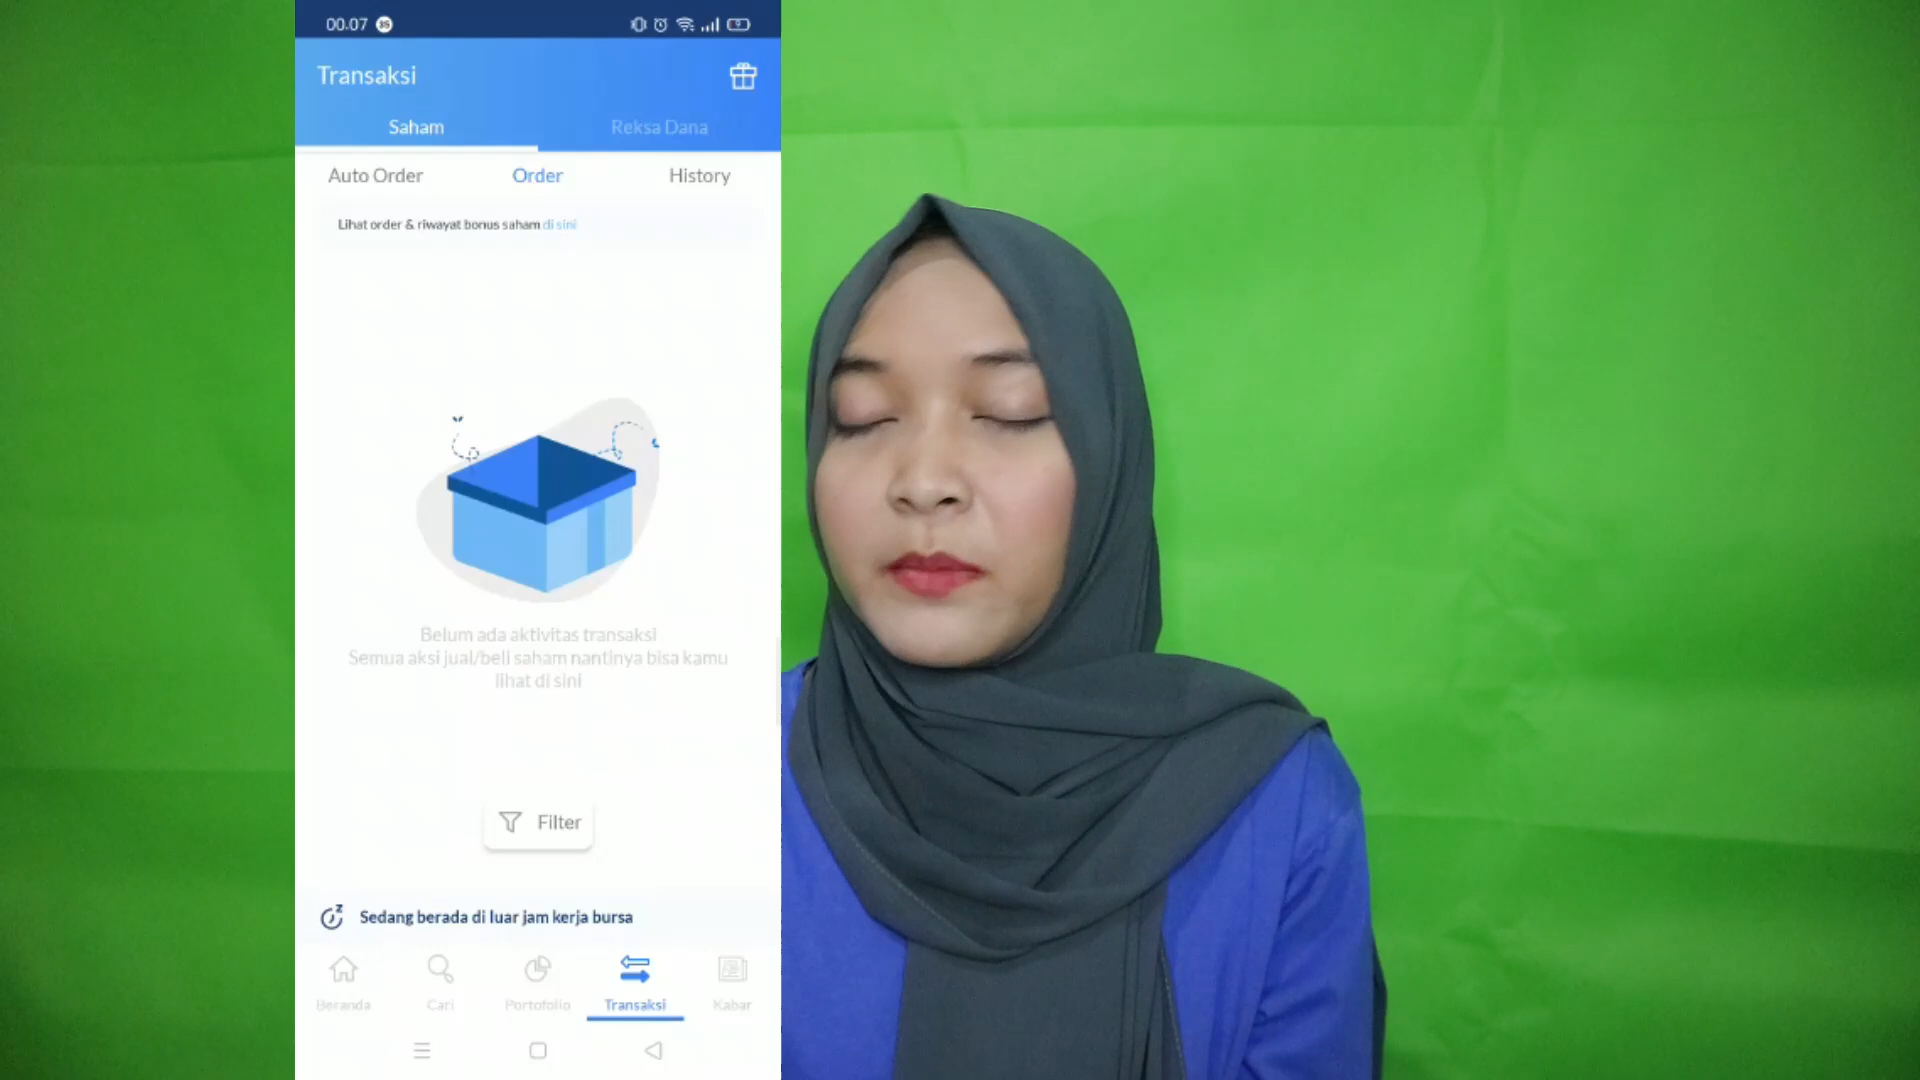 00.07 35
Transaksi
Saham
Reksa Dana
Auto Order
Order
History
Lihat order & riwayat bonus saham di sini
Belum ada aktivitas transaksi
Semua aksi jual/beli saham nantinya bisa kamu
lihat di sini
Filter
Sedang berada di luar jam kerja bursa
Beranda
Cari
Portofolio
Transaksi
Kabar